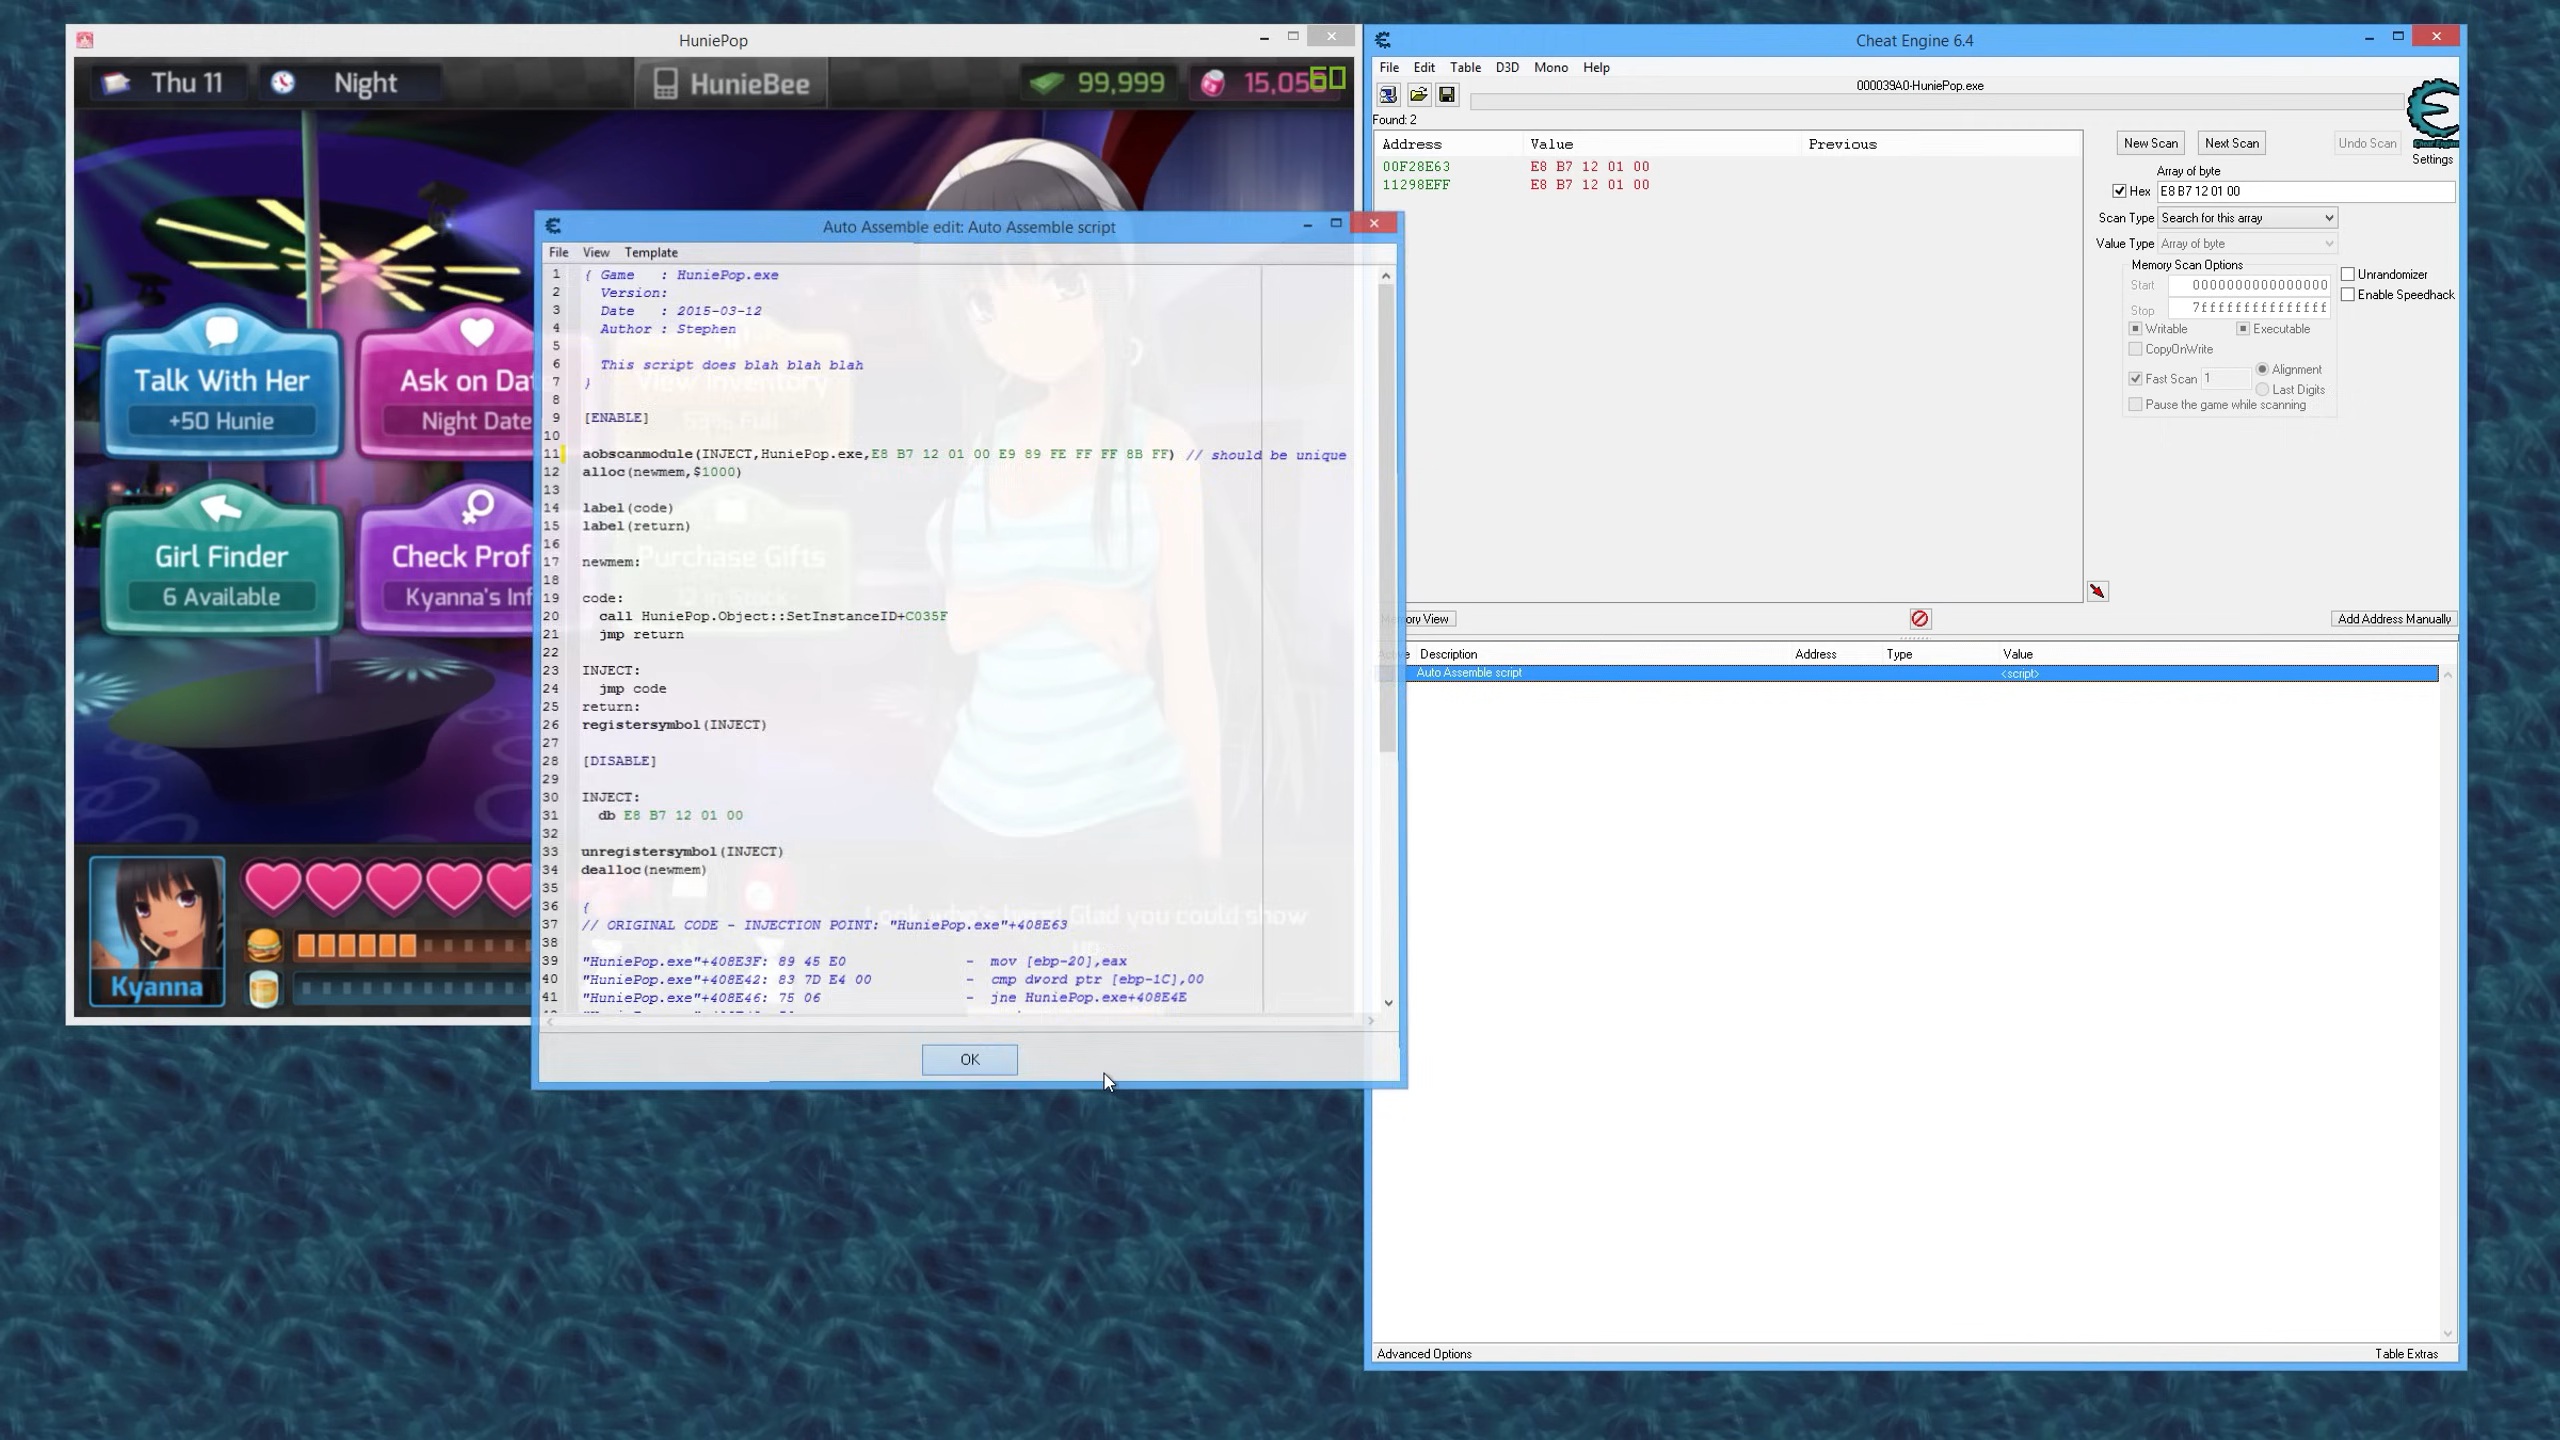 HuniePop
Thu 11
Night
HunieBee
99,999
15,05
60
Talk With Her
+50 Hunie
Ask on Dat
Night Date
View Inventory
Full
Girl Finder
6 Available
Check Prof
Kyanna's Inf
Purchase Gifts
in Stock
Kyanna
Glad you could show
Auto Assemble edit: Auto Assemble script
File View Template
1 { Game : HuniePop.exe
2 Version:
3 Date : 2015-03-12
4 Author : Stephen
5
6 This script does blah blah blah
7 }
8
9 [ENABLE]
10
11 aobscanmodule(INJECT,HuniePop.exe,E8 B7 12 01 00 E9 89 FE FF FF 8B FF) // should be unique
12 alloc(newmem,$1000)
13
14 label(code)
15 label(return)
16
17 newmem:
18
19 code:
20 call HuniePop.Object::SetInstanceID+C035F
21 jmp return
22
23 INJECT:
24 jmp code
25 return:
26 registersymbol(INJECT)
27
28 [DISABLE]
29
30 INJECT:
31 db E8 B7 12 01 00
32
33 unregistersymbol(INJECT)
34 dealloc(newmem)
35
36 {
37 // ORIGINAL CODE - INJECTION POINT: "HuniePop.exe"+408E63
38
39 "HuniePop.exe"+408E3F: 89 45 E0 - mov [ebp-20],eax
40 "HuniePop.exe"+408E42: 83 7D E4 00 - cmp dword ptr [ebp-1C],00
41 "HuniePop.exe"+408E46: 75 06 - jne HuniePop.exe+408E4E
OK
Cheat Engine 6.4
File Edit Table D3D Mono Help
000039A0-HuniePop.exe
Found: 2
Address Value Previous
00F28E63 E8 B7 12 01 00
11298EFF E8 B7 12 01 00
New Scan Next Scan Undo Scan
Cheat Engine
Settings
Array of byte
Hex E8 B7 12 01 00
Scan Type Search for this array
Value Type Array of byte
Memory Scan Options
Start 0000000000000000
Stop 7fffffffffffffff
Writable Executable
CopyOnWrite
Fast Scan 1 Alignment
Last Digits
Pause the game while scanning
Unrandomizer
Enable Speedhack
ory View
Add Address Manually
Description Address Type Value
Auto Assemble script <script>
Advanced Options
Table Extras